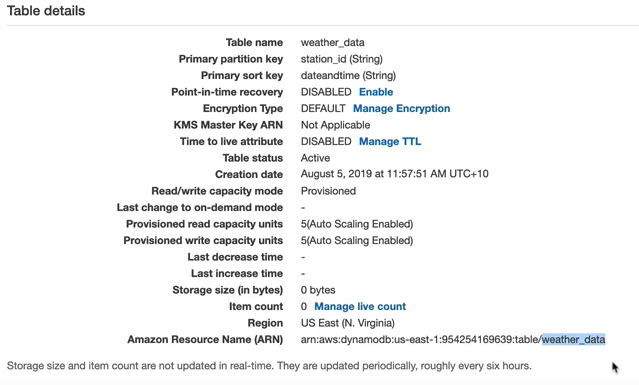 Table details
Table name weather_data
Primary partition key station_id (String)
Primary sort key dateandtime (String)
Point-in-time recovery DISABLED Enable
Encryption Type DEFAULT Manage Encryption
KMS Master Key ARN Not Applicable
Time to live attribute DISABLED Manage TTL
Table status Active
Creation date August 5, 2019 at 11:57:51 AM UTC+10
Read/write capacity mode Provisioned
Last change to on-demand mode -
Provisioned read capacity units 5(Auto Scaling Enabled)
Provisioned write capacity units 5(Auto Scaling Enabled)
Last decrease time -
Last increase time -
Storage size (in bytes) 0 bytes
Item count 0 Manage live count
Region US East (N. Virginia)
Amazon Resource Name (ARN) arn:aws:dynamodb:us-east-1:954254169639:table/weather_data
Storage size and item count are not updated in real-time. They are updated periodically, roughly every six hours.